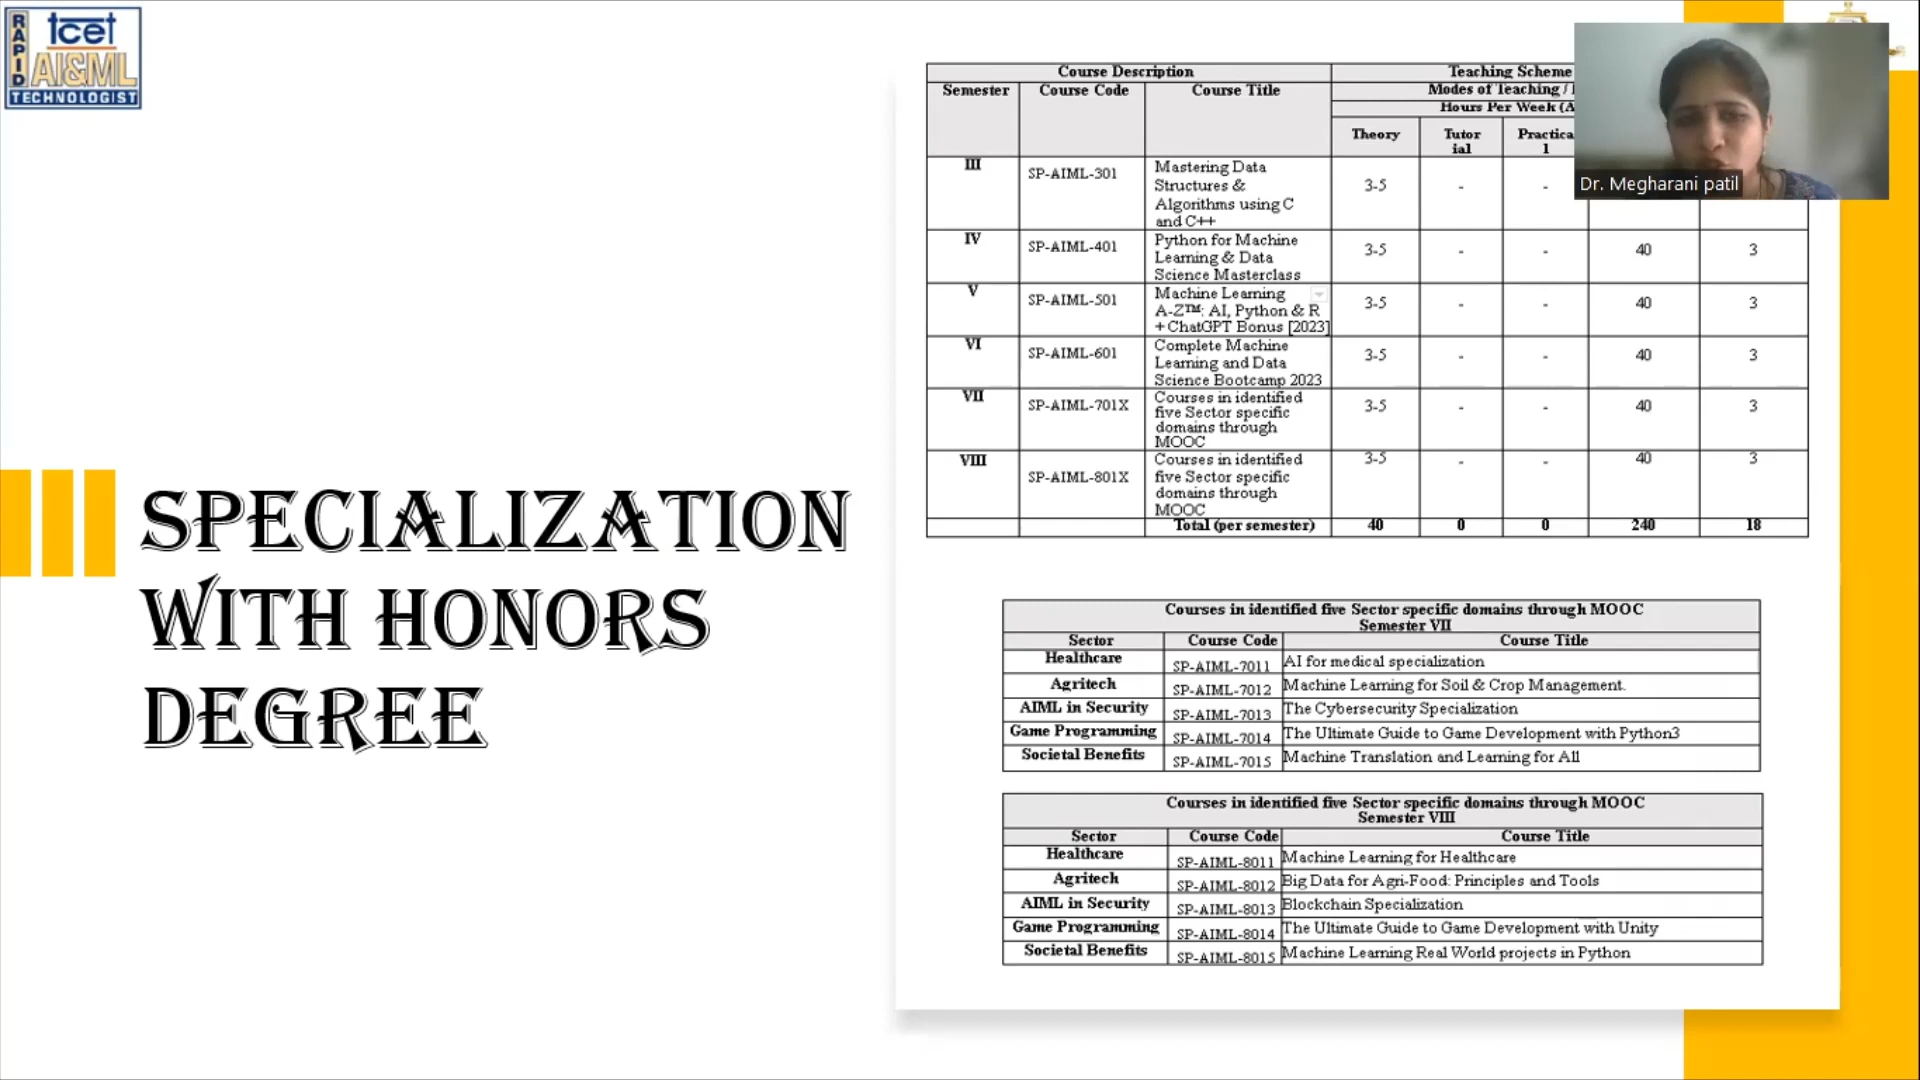 RAPID
tcet
AI&ML
TECHNOLOGIST
SPECIALIZATION
WITH HONORS
DEGREE
Course Description
Teaching Scheme
Semester
Course Code
Course Title
Modes of Teaching /
Hours Per Week (A
Theory
Tutor
ial
Practica
l
III
SP-AIML-301
Mastering Data
Structures &
Algorithms using C
and C++
3-5 - -
IV
SP-AIML-401
Python for Machine
Learning & Data
Science Masterclass
3-5 - - 40 3
V
SP-AIML-501
Machine Learning
A-Z™: AI, Python & R
+ ChatGPT Bonus [2023]
3-5 - - 40 3
VI
SP-AIML-601
Complete Machine
Learning and Data
Science Bootcamp 2023
3-5 - - 40 3
VII
SP-AIML-701X
Courses in identified
five Sector specific
domains through
MOOC
3-5 - - 40 3
VIII
SP-AIML-801X
Courses in identified
five Sector specific
domains through
MOOC
3-5 - - 40 3
Total (per semester) 40 0 0 240 18
Dr. Megharani patil
Courses in identified five Sector specific domains through MOOC
Semester VII
Sector Course Code Course Title
Healthcare SP-AIML-7011 AI for medical specialization
Agritech SP-AIML-7012 Machine Learning for Soil & Crop Management.
AIML in Security SP-AIML-7013 The Cybersecurity Specialization
Game Programming SP-AIML-7014 The Ultimate Guide to Game Development with Python3
Societal Benefits SP-AIML-7015 Machine Translation and Learning for All
Courses in identified five Sector specific domains through MOOC
Semester VIII
Sector Course Code Course Title
Healthcare SP-AIML-8011 Machine Learning for Healthcare
Agritech SP-AIML-8012 Big Data for Agri-Food: Principles and Tools
AIML in Security SP-AIML-8013 Blockchain Specialization
Game Programming SP-AIML-8014 The Ultimate Guide to Game Development with Unity
Societal Benefits SP-AIML-8015 Machine Learning Real World projects in Python